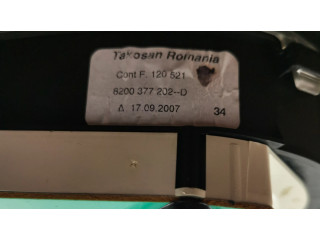 Takosan Romania
Cont F. 120 521
8200 377 202--D
Δ. 17.09.2007 34